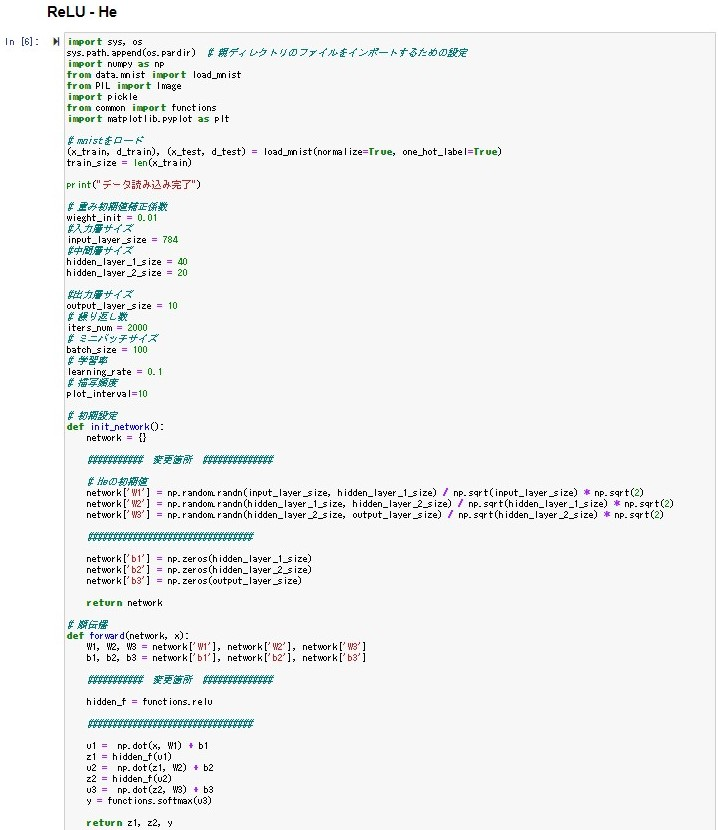 ReLU - He
In [6]:
import sys, os
sys.path.append(os.pardir)  # 親ディレクトリのファイルをインポートするための設定
import numpy as np
from data.mnist import load_mnist
from PIL import Image
import pickle
from common import functions
import matplotlib.pyplot as plt

# mnistをロード
(x_train, d_train), (x_test, d_test) = load_mnist(normalize=True, one_hot_label=True)
train_size = len(x_train)

print("データ読み込み完了")

# 重み初期値補正係数
wieght_init = 0.01
#入力層サイズ
input_layer_size = 784
#中間層サイズ
hidden_layer_1_size = 40
hidden_layer_2_size = 20

#出力層サイズ
output_layer_size = 10
# 繰り返し数
iters_num = 2000
# ミニバッチサイズ
batch_size = 100
# 学習率
learning_rate = 0.1
# 描写頻度
plot_interval=10

# 初期設定
def init_network():
    network = {}

    ###########  変更箇所  ##############

    # Heの初期値
    network['W1'] = np.random.randn(input_layer_size, hidden_layer_1_size) / np.sqrt(input_layer_size) * np.sqrt(2)
    network['W2'] = np.random.randn(hidden_layer_1_size, hidden_layer_2_size) / np.sqrt(hidden_layer_1_size) * np.sqrt(2)
    network['W3'] = np.random.randn(hidden_layer_2_size, output_layer_size) / np.sqrt(hidden_layer_2_size) * np.sqrt(2)

    #################################

    network['b1'] = np.zeros(hidden_layer_1_size)
    network['b2'] = np.zeros(hidden_layer_2_size)
    network['b3'] = np.zeros(output_layer_size)

    return network

# 順伝播
def forward(network, x):
    W1, W2, W3 = network['W1'], network['W2'], network['W3']
    b1, b2, b3 = network['b1'], network['b2'], network['b3']

    ###########  変更箇所  ##############

    hidden_f = functions.relu

    #################################

    u1 =  np.dot(x, W1) + b1
    z1 = hidden_f(u1)
    u2 =  np.dot(z1, W2) + b2
    z2 = hidden_f(u2)
    u3 =  np.dot(z2, W3) + b3
    y = functions.softmax(u3)

    return z1, z2, y